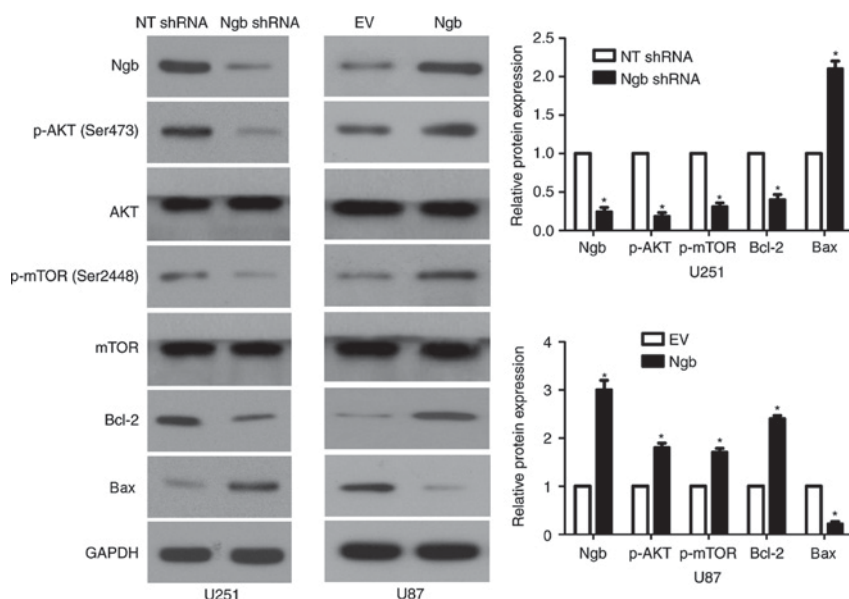 NT shRNA Ngb shRNA
EV Ngb
Ngb
p-AKT (Ser473)
AKT
p-mTOR (Ser2448)
mTOR
Bcl-2
Bax
GAPDH
U251
U87
Relative protein expression
2.5
2.0
1.5
1.0
0.5
0.0
NT shRNA
Ngb shRNA
*
*
*
*
*
Ngb p-AKT p-mTOR Bcl-2 Bax
U251
Relative protein expression
4
3
2
1
0
EV
Ngb
*
*
*
*
*
Ngb p-AKT p-mTOR Bcl-2 Bax
U87